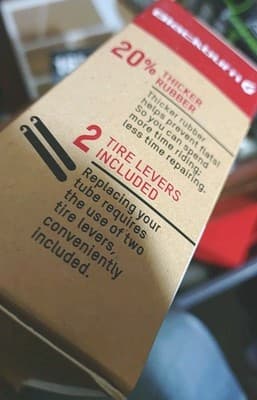 Blackburn
20% THICKER
RUBBER
Thicker rubber
helps prevent flats!
So you can spend
more time riding;
less time repairing.
2 TIRE LEVERS
INCLUDED
Replacing your
tube requires
the use of two
tire levers,
conveniently
included.